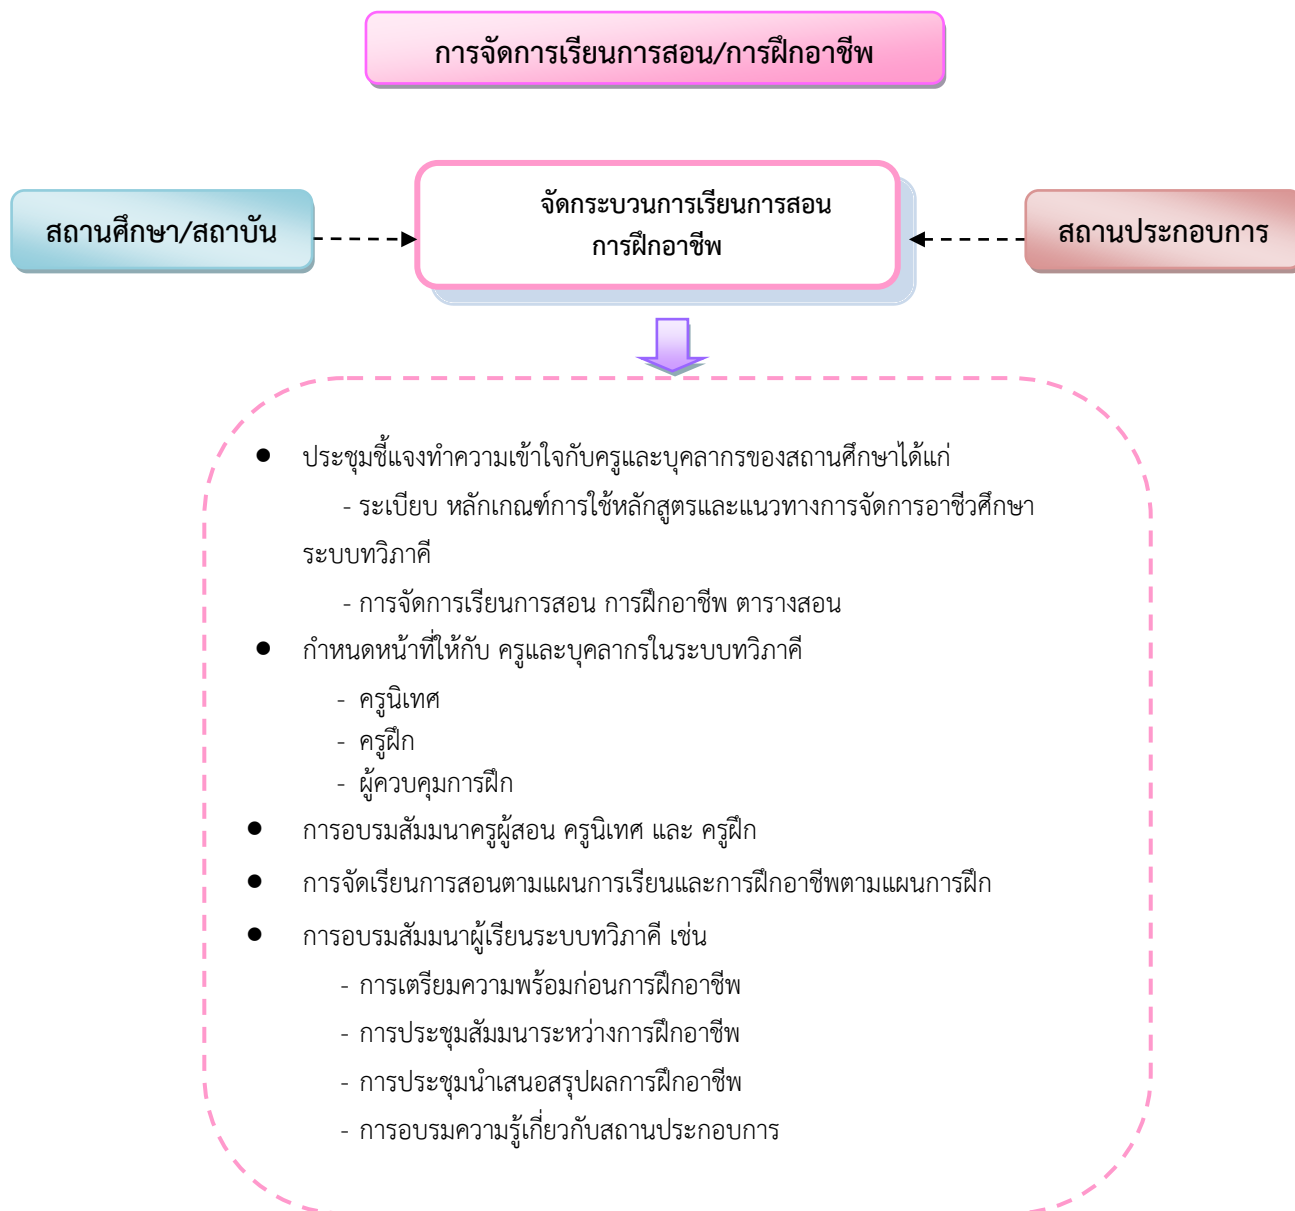 การจัดการเรียนการสอน/การฝึกอาชีพ
สถานศึกษา/สถาบัน
จัดกระบวนการเรียนการสอน
การฝึกอาชีพ
สถานประกอบการ
● ประชุมชี้แจงทำความเข้าใจกับครูและบุคลากรของสถานศึกษาได้แก่
- ระเบียบ หลักเกณฑ์การใช้หลักสูตรและแนวทางการจัดการอาชีวศึกษา
ระบบทวิภาคี
- การจัดการเรียนการสอน การฝึกอาชีพ ตารางสอน
● กำหนดหน้าที่ให้กับ ครูและบุคลากรในระบบทวิภาคี
- ครูนิเทศ
- ครูฝึก
- ผู้ควบคุมการฝึก
● การอบรมสัมมนาครูผู้สอน ครูนิเทศ และ ครูฝึก
● การจัดเรียนการสอนตามแผนการเรียนและการฝึกอาชีพตามแผนการฝึก
● การอบรมสัมมนาผู้เรียนระบบทวิภาคี เช่น
- การเตรียมความพร้อมก่อนการฝึกอาชีพ
- การประชุมสัมมนาระหว่างการฝึกอาชีพ
- การประชุมนำเสนอสรุปผลการฝึกอาชีพ
- การอบรมความรู้เกี่ยวกับสถานประกอบการ